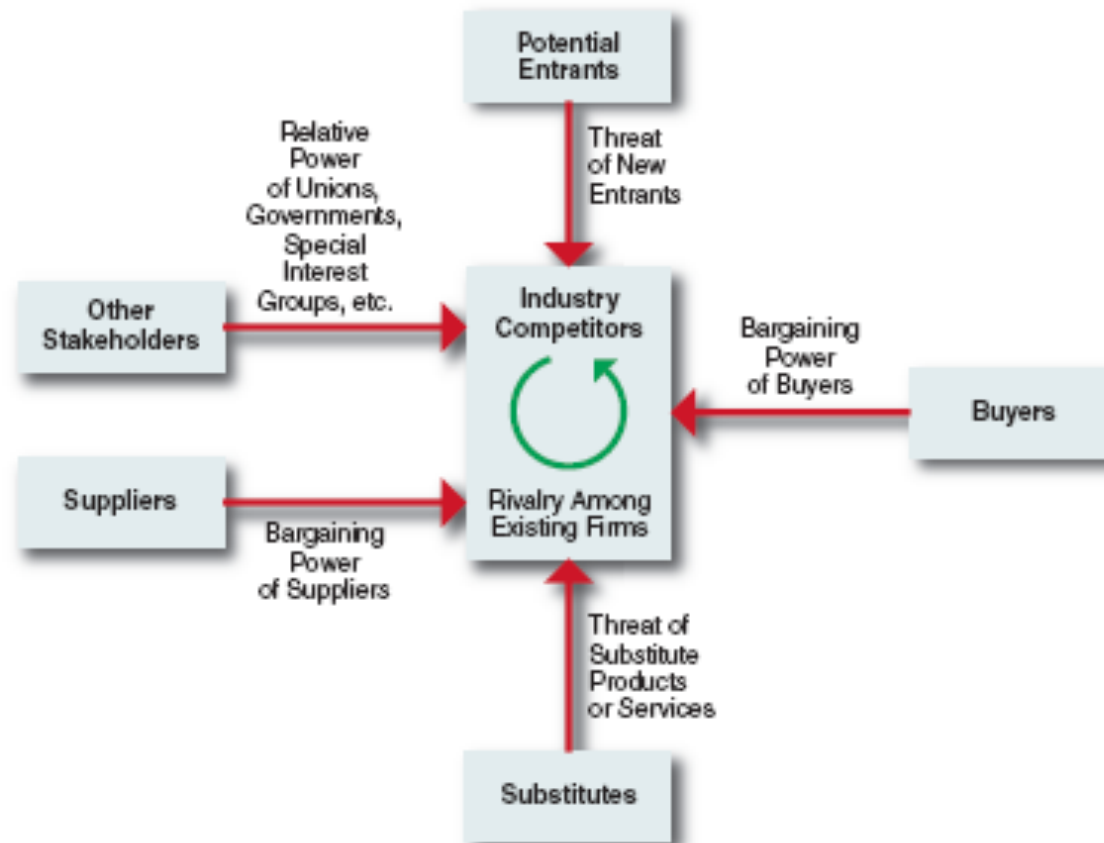 Potential
Entrants
Threat
of New
Entrants
Relative
Power
of Unions,
Governments,
Special
Interest
Groups, etc.
Other
Stakeholders
Industry
Competitors
Rivalry Among
Existing Firms
Bargaining
Power
of Buyers
Buyers
Suppliers
Bargaining
Power
of Suppliers
Threat of
Substitute
Products
or Services
Substitutes